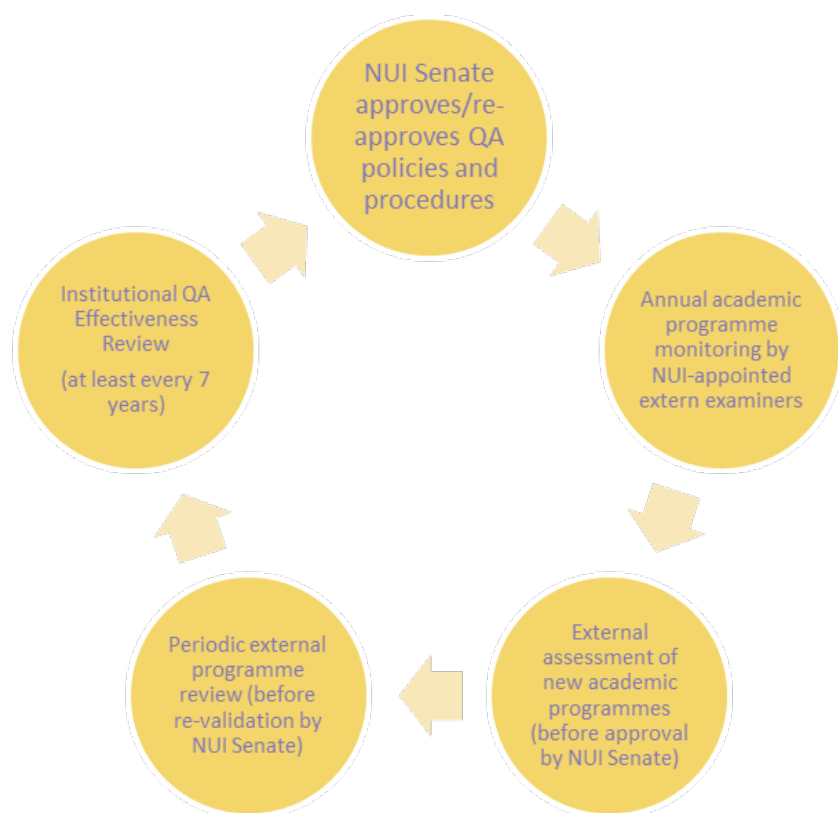 NUI Senate
approves/re-
approves QA
policies and
procedures
Annual academic
programme
monitoring by
NUI-appointed
extern examiners
External
assessment of
new academic
programmes
(before approval
by NUI Senate)
Periodic external
programme
review (before
re-validation by
NUI Senate)
Institutional QA
Effectiveness
Review
(at least every 7
years)